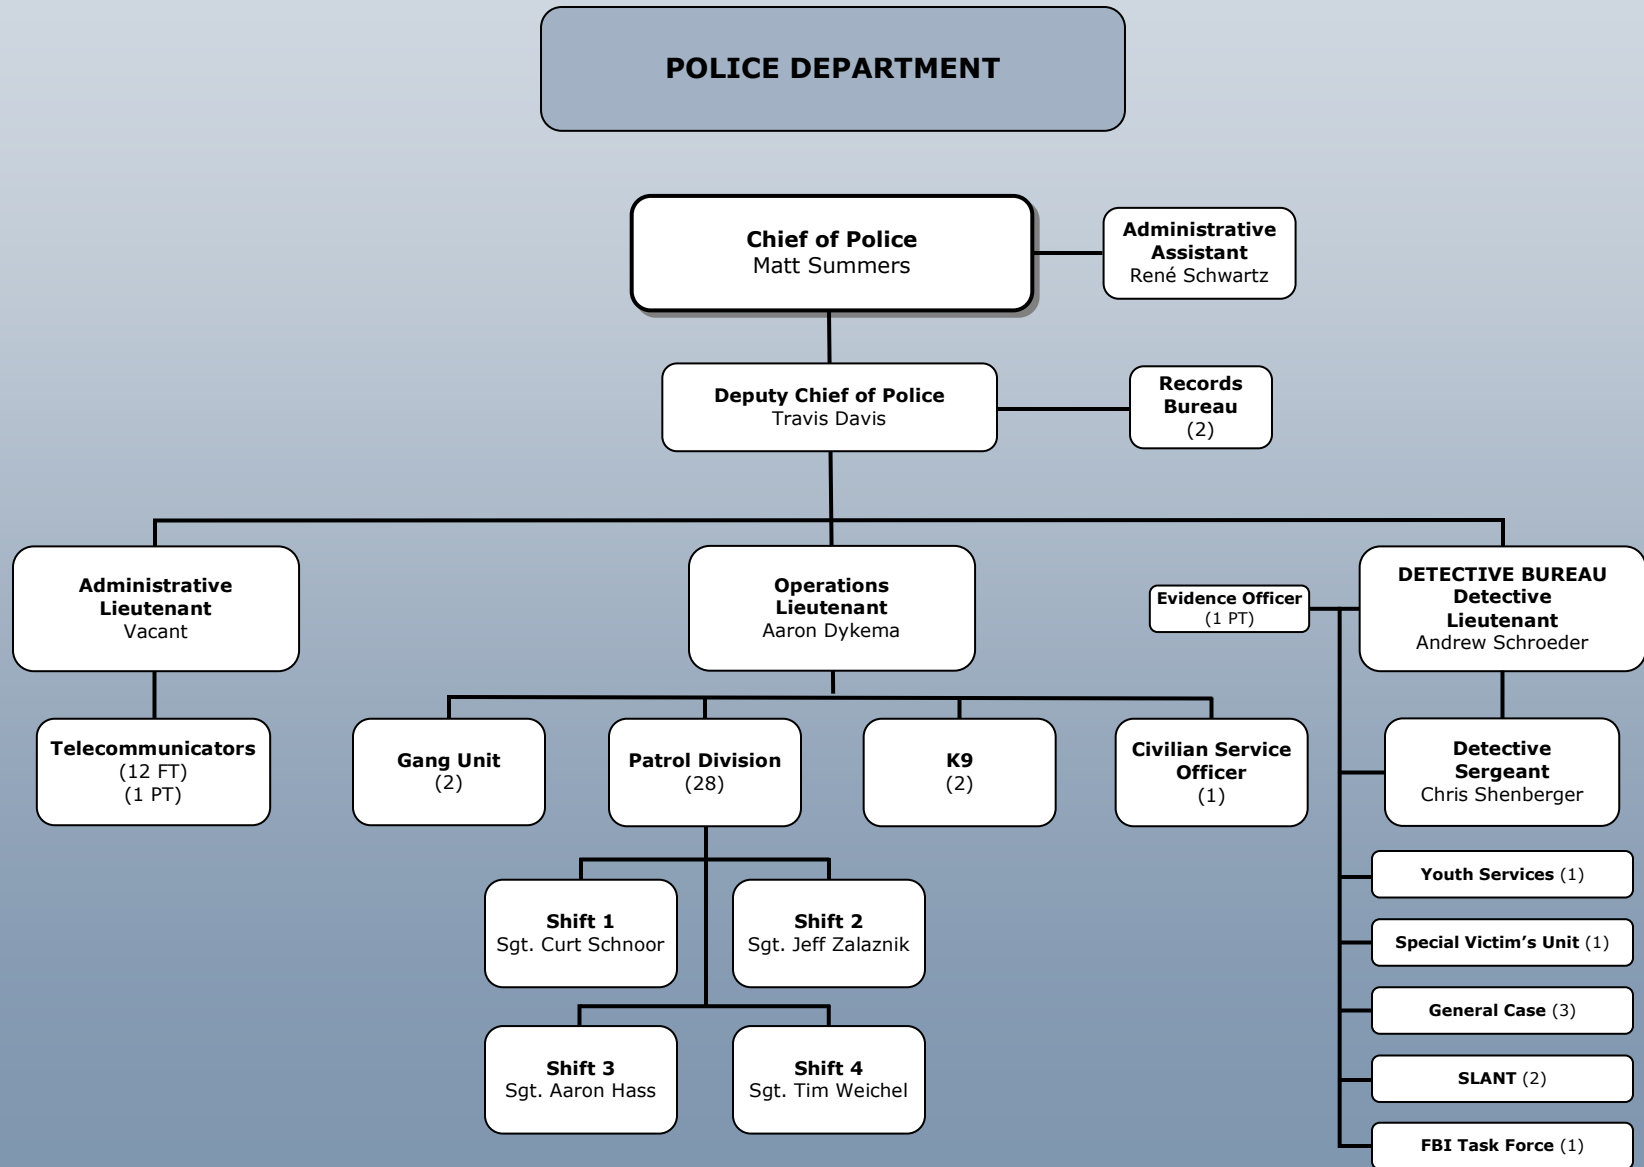 POLICE DEPARTMENT
Chief of Police
Matt Summers
Administrative
Assistant
René Schwartz
Deputy Chief of Police
Travis Davis
Records
Bureau
(2)
Administrative
Lieutenant
Vacant
Operations
Lieutenant
Aaron Dykema
Evidence Officer
(1 PT)
DETECTIVE BUREAU
Detective
Lieutenant
Andrew Schroeder
Telecommunicators
(12 FT)
(1 PT)
Gang Unit
(2)
Patrol Division
(28)
K9
(2)
Civilian Service
Officer
(1)
Detective
Sergeant
Chris Shenberger
Shift 1
Sgt. Curt Schnoor
Shift 2
Sgt. Jeff Zalaznik
Shift 3
Sgt. Aaron Hass
Shift 4
Sgt. Tim Weichel
Youth Services (1)
Special Victim's Unit (1)
General Case (3)
SLANT (2)
FBI Task Force (1)